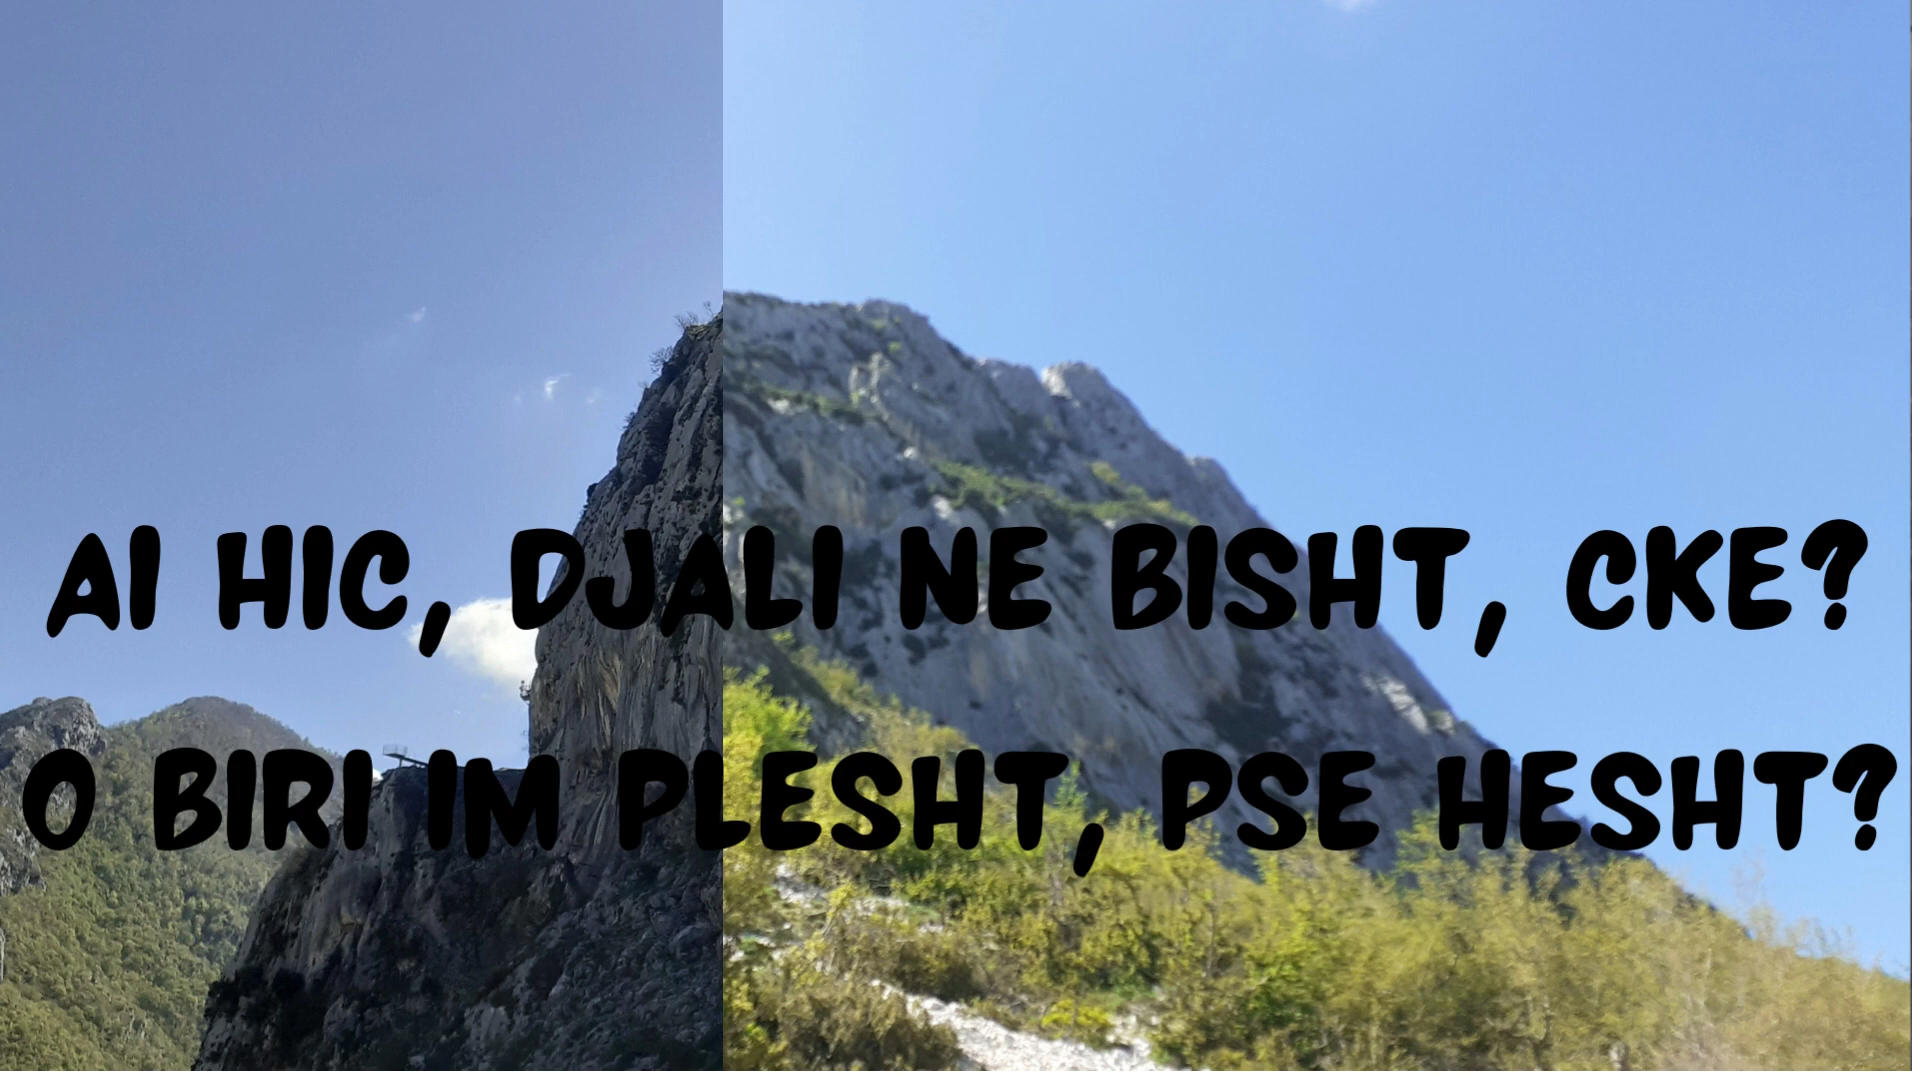 AI HIC, DJALI NE BISHT, CKE?
O BIRI IM PLESHT, PSE HESHT?